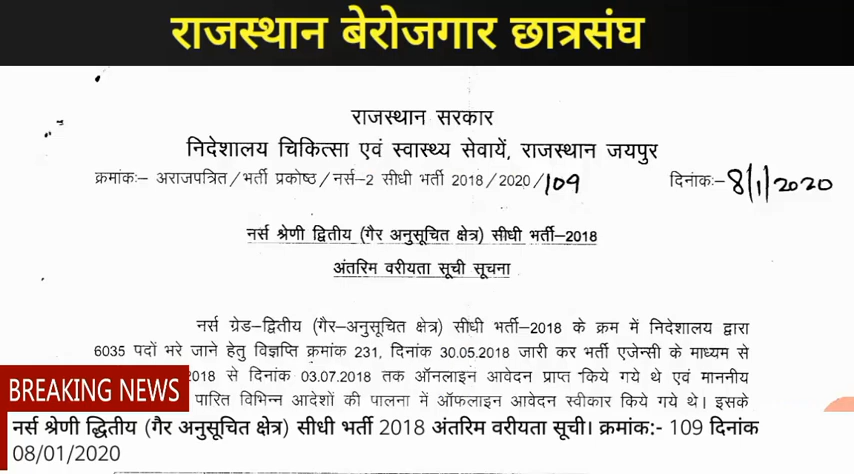 राजस्थान बेरोजगार छात्रसंघ
राजस्थान सरकार
निदेशालय चिकित्सा एवं स्वास्थ्य सेवायें, राजस्थान जयपुर
क्रमांक:- अराजपत्रित/भर्ती प्रकोष्ठ/नर्स-2 सीधी भर्ती 2018/2020/109 दिनांक:-8/1/2020
नर्स श्रेणी द्वितीय (गैर अनुसूचित क्षेत्र) सीधी भर्ती-2018
अंतरिम वरीयता सूची सूचना
नर्स ग्रेड-द्वितीय (गैर-अनुसूचित क्षेत्र) सीधी भर्ती-2018 के क्रम में निदेशालय द्वारा
6035 पदों भरे जाने हेतु विज्ञप्ति क्रमांक 231, दिनांक 30.05.2018 जारी कर भर्ती एजेन्सी के माध्यम से
2018 से दिनांक 03.07.2018 तक ऑनलाइन आवेदन प्राप्त किये गये थे एवं माननीय
BREAKING NEWS
पारित विभिन्न आदेशों की पालना में ऑफलाइन आवेदन स्वीकार किये गये थे। इसके
नर्स श्रेणी द्धितीय (गैर अनुसूचित क्षेत्र) सीधी भर्ती 2018 अंतरिम वरीयता सूची। क्रमांक:- 109 दिनांक
08/01/2020